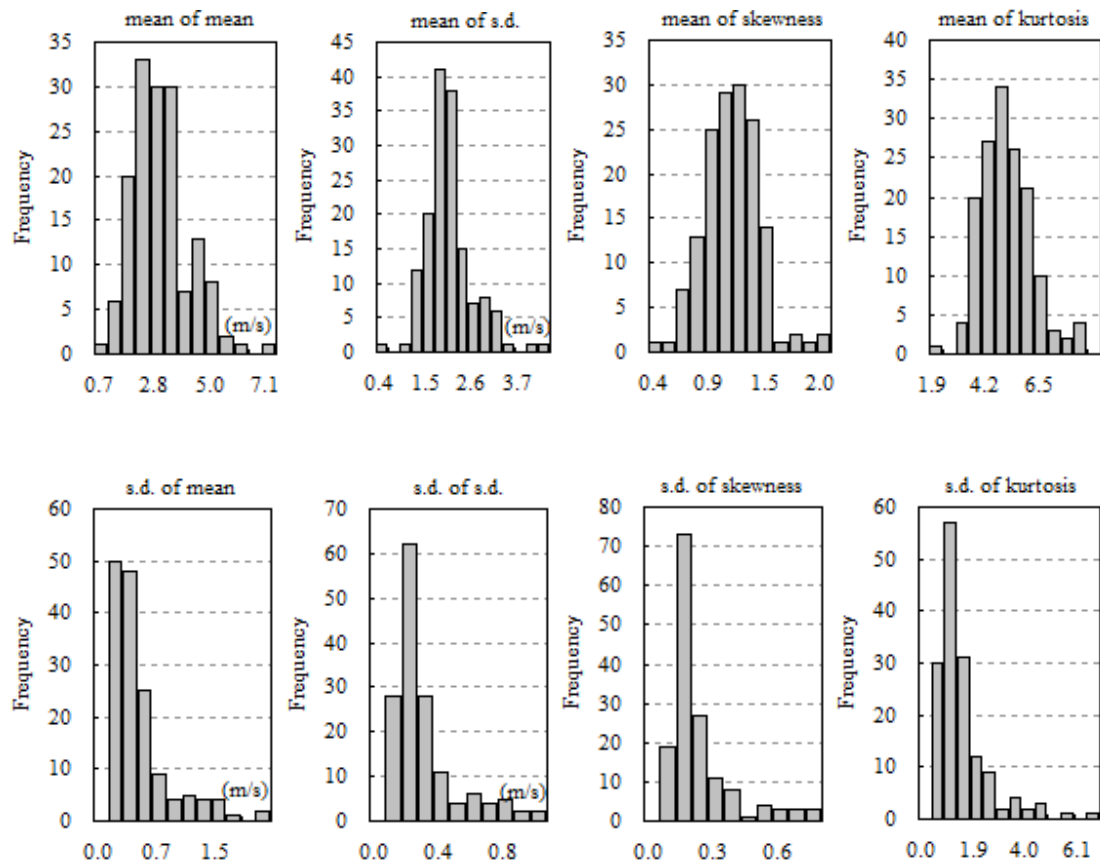 mean of mean
35
30
25
20
15
10
5
0
Frequency
(m/s)
0.7 2.8 5.0 7.1
mean of s.d.
45
40
35
30
25
20
15
10
5
0
Frequency
(m/s)
0.4 1.5 2.6 3.7
mean of skewness
35
30
25
20
15
10
5
0
Frequency
0.4 0.9 1.5 2.0
mean of kurtosis
40
35
30
25
20
15
10
5
0
Frequency
1.9 4.2 6.5
s.d. of mean
60
50
40
30
20
10
0
Frequency
(m/s)
0.0 0.7 1.5
s.d. of s.d.
70
60
50
40
30
20
10
0
Frequency
(m/s)
0.0 0.4 0.8
s.d. of skewness
80
70
60
50
40
30
20
10
0
Frequency
0.0 0.3 0.6
s.d. of kurtosis
60
50
40
30
20
10
0
Frequency
0.0 1.9 4.0 6.1